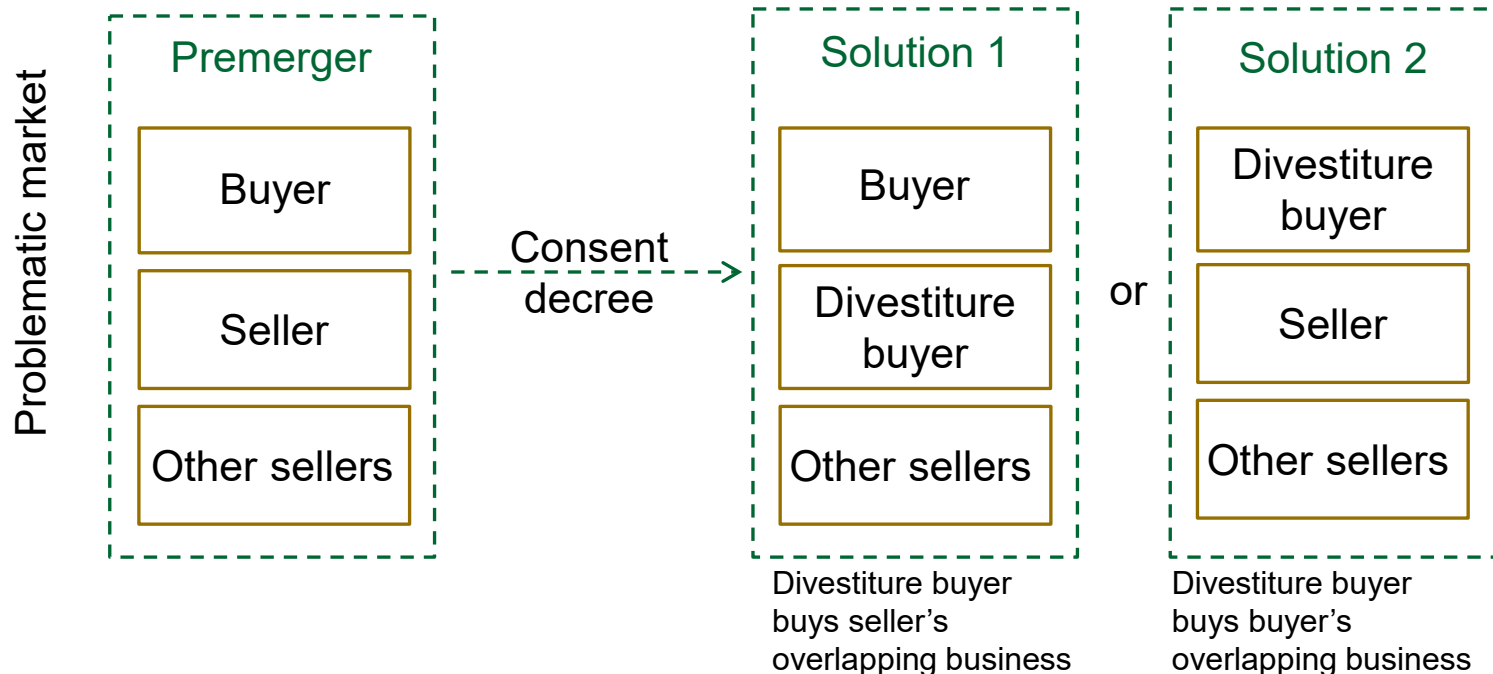 Problematic market
Premerger
Buyer
Seller
Other sellers
Consent
decree
Solution 1
Buyer
Divestiture
buyer
Other sellers
Divestiture buyer
buys seller’s
overlapping business
or
Solution 2
Divestiture
buyer
Seller
Other sellers
Divestiture buyer
buys buyer’s
overlapping business